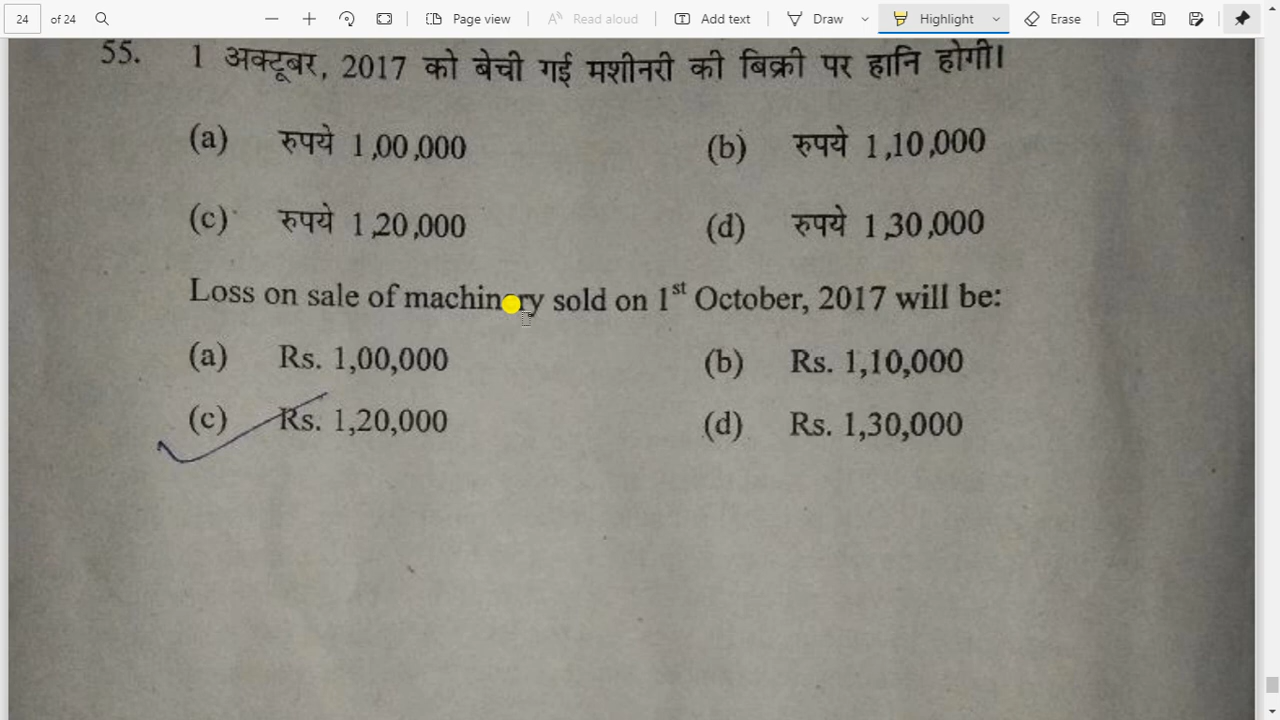 24 of 24 Page view Read aloud Add text Draw Highlight Erase
55. 1 अक्टूबर, 2017 को बेची गई मशीनरी की बिक्री पर हानि होगी।
(a) रुपये 1,00,000 (b) रुपये 1,10,000
(c) रुपये 1,20,000 (d) रुपये 1,30,000
Loss on sale of machinery sold on 1st October, 2017 will be:
(a) Rs. 1,00,000 (b) Rs. 1,10,000
(c) Rs. 1,20,000 (d) Rs. 1,30,000